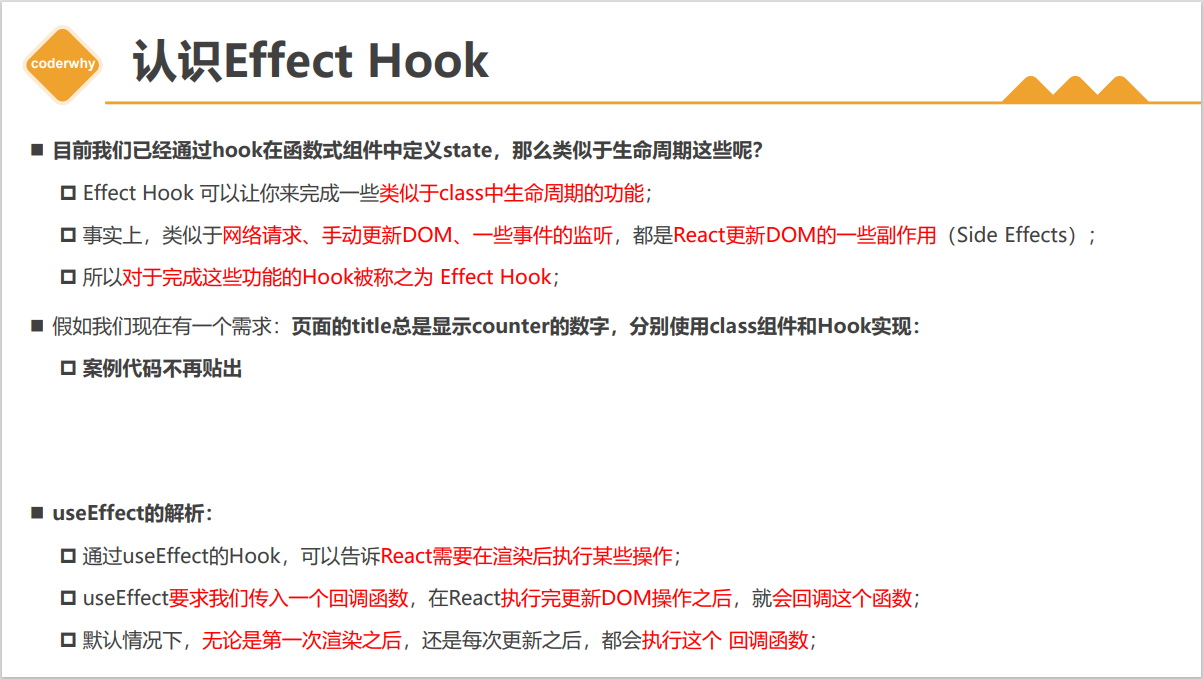 coderwhy
认识Effect Hook
目前我们已经通过hook在函数式组件中定义state，那么类似于生命周期这些呢？
Effect Hook 可以让你来完成一些类似于class中生命周期的功能；
事实上，类似于网络请求、手动更新DOM、一些事件的监听，都是React更新DOM的一些副作用（Side Effects）；
所以对于完成这些功能的Hook被称之为 Effect Hook；
假如我们现在有一个需求：页面的title总是显示counter的数字，分别使用class组件和Hook实现：
案例代码不再贴出
useEffect的解析：
通过useEffect的Hook，可以告诉React需要在渲染后执行某些操作；
useEffect要求我们传入一个回调函数，在React执行完更新DOM操作之后，就会回调这个函数；
默认情况下，无论是第一次渲染之后，还是每次更新之后，都会执行这个 回调函数；